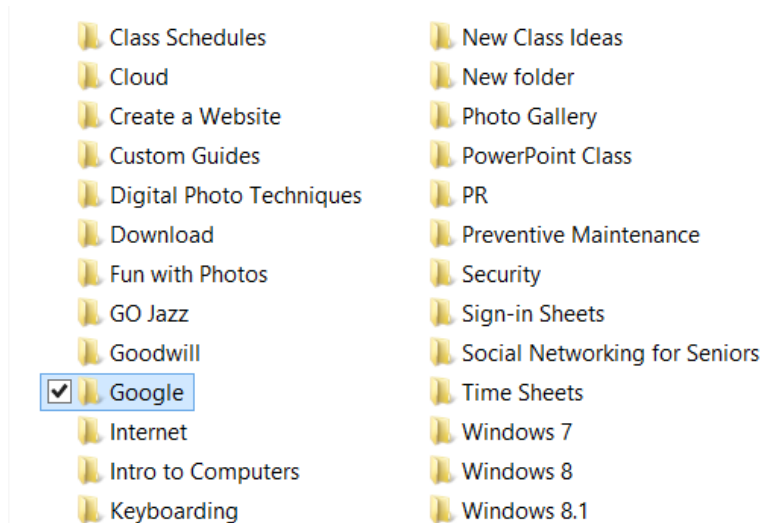 Class Schedules
Cloud
Create a Website
Custom Guides
Digital Photo Techniques
Download
Fun with Photos
GO Jazz
Goodwill
Google
Internet
Intro to Computers
Keyboarding
New Class Ideas
New folder
Photo Gallery
PowerPoint Class
PR
Preventive Maintenance
Security
Sign-in Sheets
Social Networking for Seniors
Time Sheets
Windows 7
Windows 8
Windows 8.1